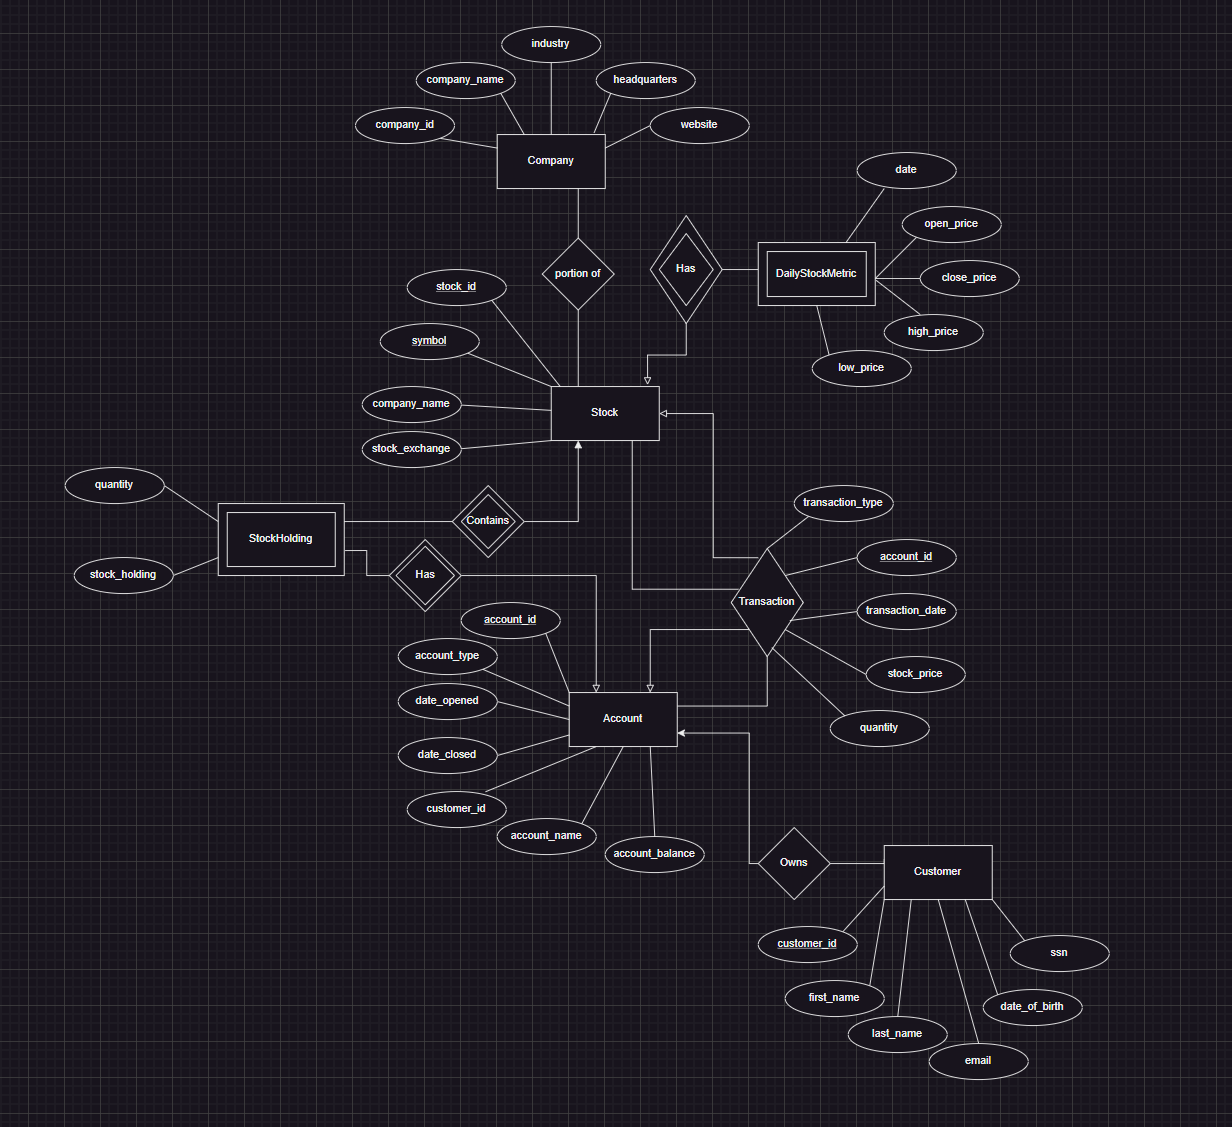 industry
company_name
headquarters
company_id
website
Company
date
open_price
portion of
Has
DailyStockMetric
close_price
stock_id
high_price
symbol
low_price
company_name
Stock
stock_exchange
quantity
transaction_type
Contains
StockHolding
account_id
stock_holding
Has
Transaction
transaction_date
account_id
account_type
stock_price
date_opened
Account
quantity
date_closed
customer_id
account_name
account_balance
Owns
Customer
customer_id
ssn
first_name
date_of_birth
last_name
email